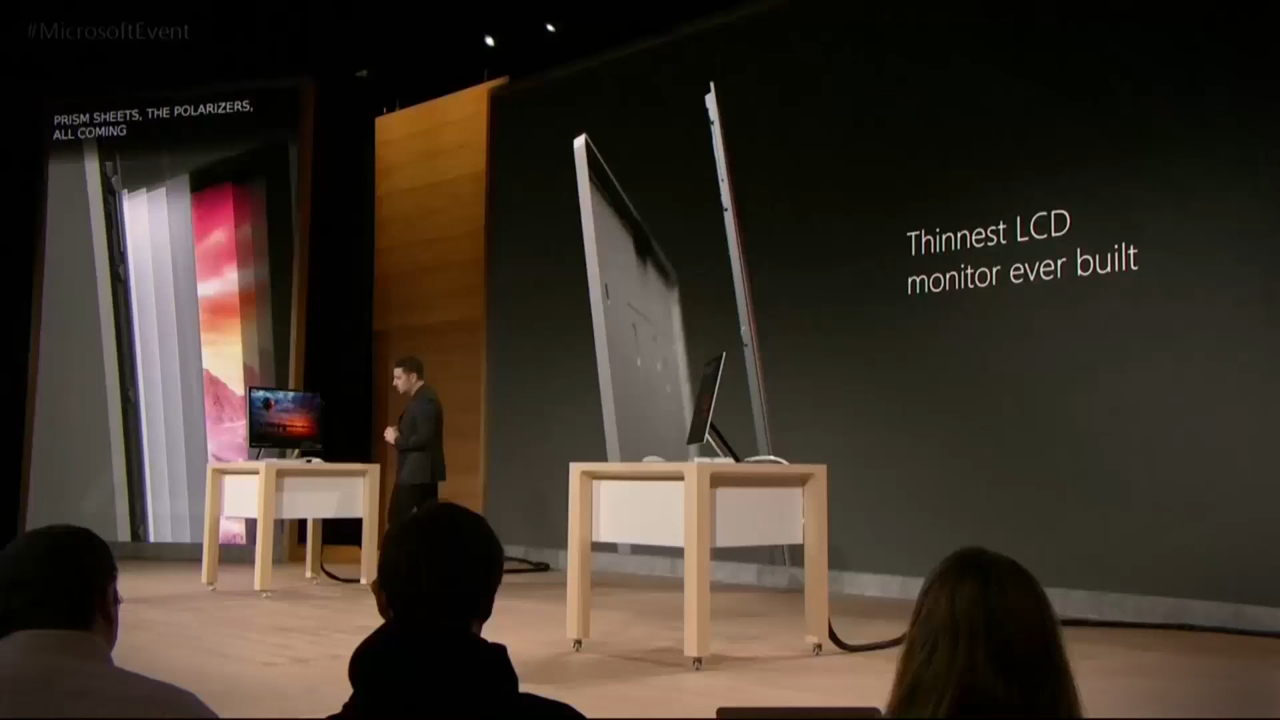 #MicrosoftEvent
PRISM SHEETS, THE POLARIZERS,
ALL COMING
Thinnest LCD
monitor ever built